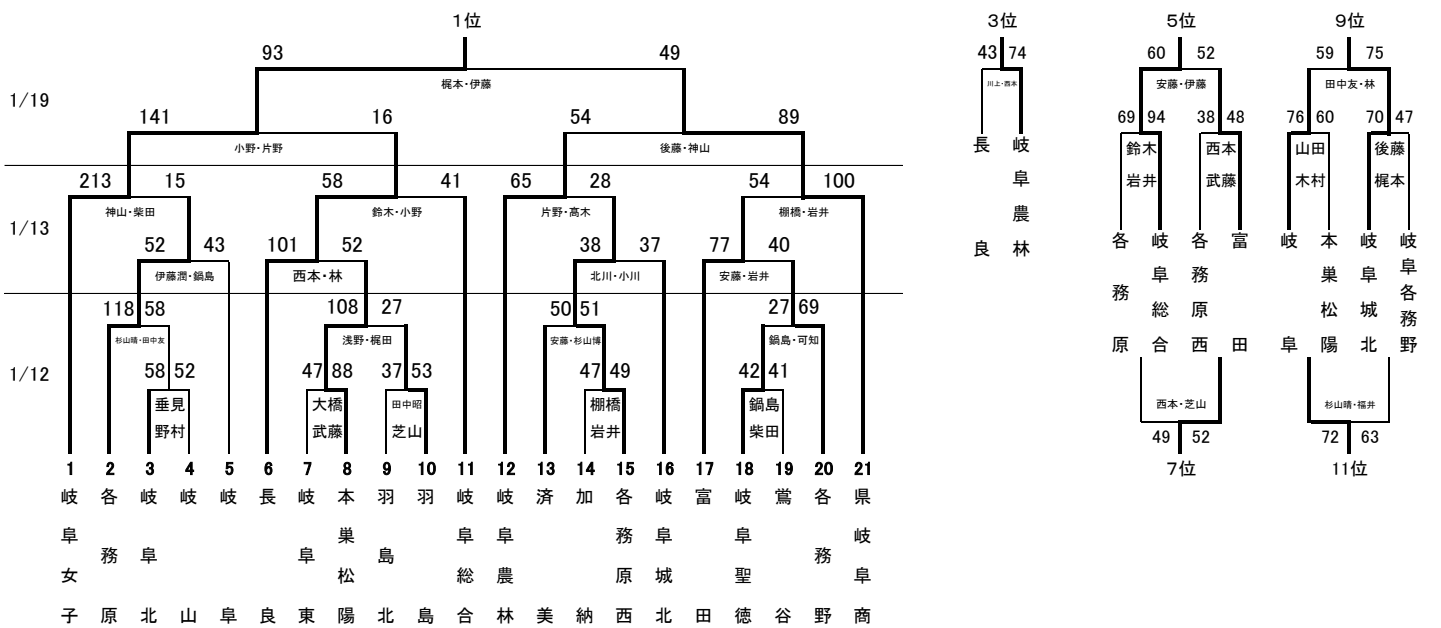 1位 3位 5位 9位
93 49 43 74 60 52 59 75
梶本・伊藤 川上・西本 安藤・伊藤 田中友・林
1/19
141 16 54 89 69 94 38 48 76 60 70 47
小野・片野 後藤・神山 長良 岐阜農林 鈴木 西本 山田 後藤
岩井 武藤 木村 梶本
213 15 58 41 65 28 54 100
神山・柴田 鈴木・小野 片野・高木 棚橋・岩井
1/13
52 43 101 52 38 37 77 40
各務原 岐阜総合 各務原西 富田 岐阜 本巣松陽 岐阜城北 岐阜各務野
伊藤潤・鍋島 西本・林 北川・小川 安藤・岩井
118 58 108 27 50 51 27 69
杉山晴・田中友 浅野・梶田 安藤・杉山博 鍋島・可知
1/12
58 52 47 88 37 53 47 49 42 41
垂見 大橋 田中昭 棚橋 鍋島 西本・芝山 杉山晴・福井
野村 武藤 芝山 岩井 柴田
49 52 72 63
7位 11位
1 2 3 4 5 6 7 8 9 10 11 12 13 14 15 16 17 18 19 20 21
岐阜女子
各務原
岐阜北
岐山
岐阜
長良
岐阜東
本巣松陽
羽島北
羽島
岐阜総合
岐阜農林
済美
加納
各務原西
岐阜城北
富田
岐阜聖徳
鶯谷
各務野
県岐阜商